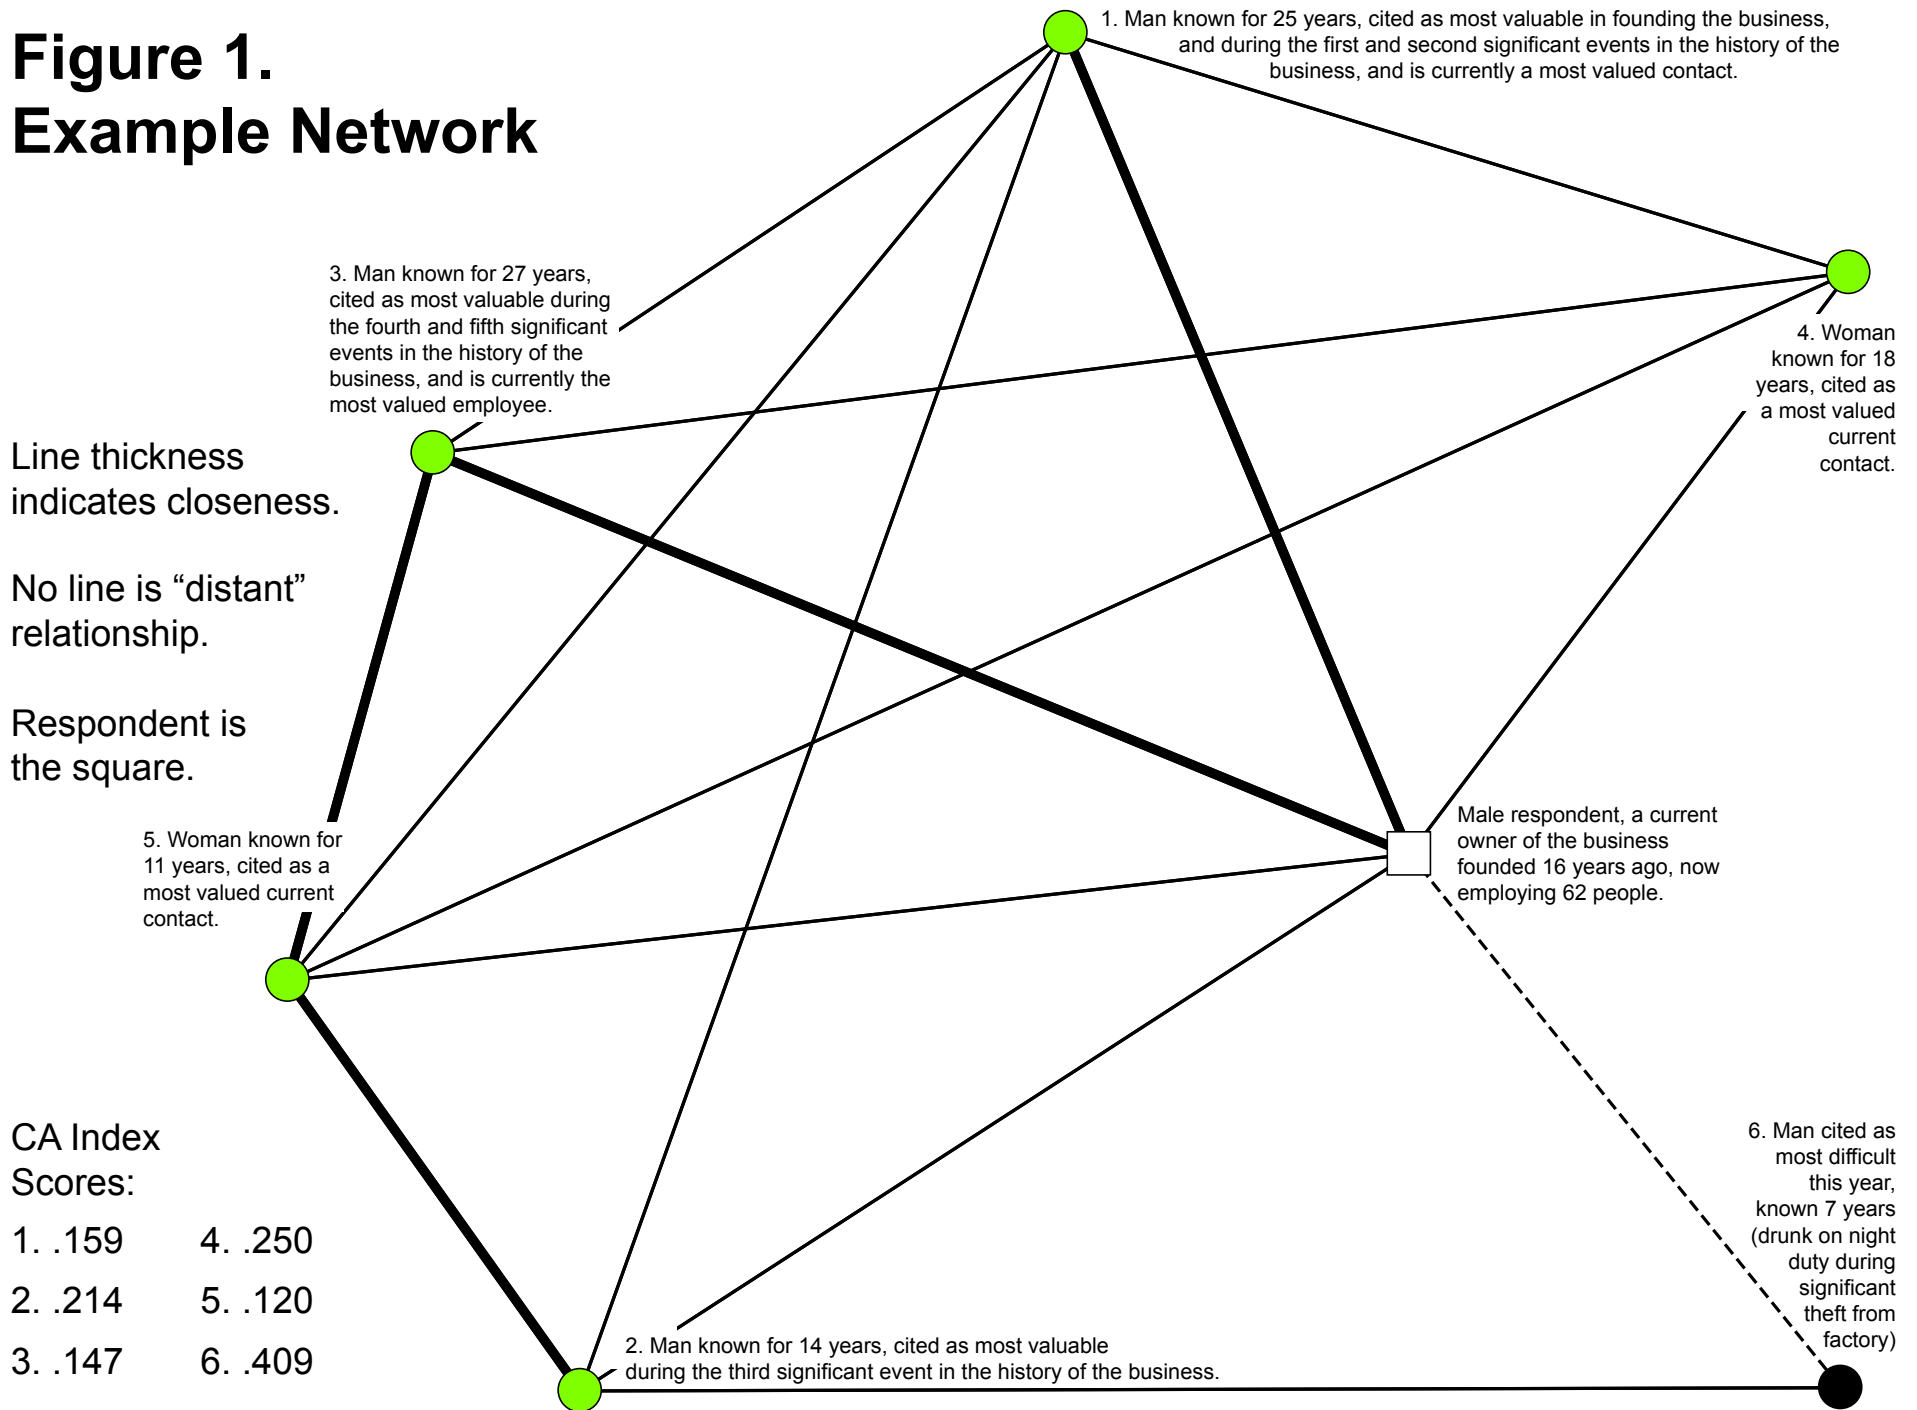 Figure 1.
Example Network
1. Man known for 25 years, cited as most valuable in founding the business,
and during the first and second significant events in the history of the
business, and is currently a most valued contact.
3. Man known for 27 years,
cited as most valuable during
the fourth and fifth significant
events in the history of the
business, and is currently the
most valued employee.
4. Woman
known for 18
years, cited as
a most valued
current
contact.
Line thickness
indicates closeness.
No line is “distant”
relationship.
Respondent is
the square.
5. Woman known for
11 years, cited as a
most valued current
contact.
Male respondent, a current
owner of the business
founded 16 years ago, now
employing 62 people.
CA Index
Scores:
1. .159 4. .250
2. .214 5. .120
3. .147 6. .409
6. Man cited as
most difficult
this year,
known 7 years
(drunk on night
duty during
significant
theft from
factory)
2. Man known for 14 years, cited as most valuable
during the third significant event in the history of the business.